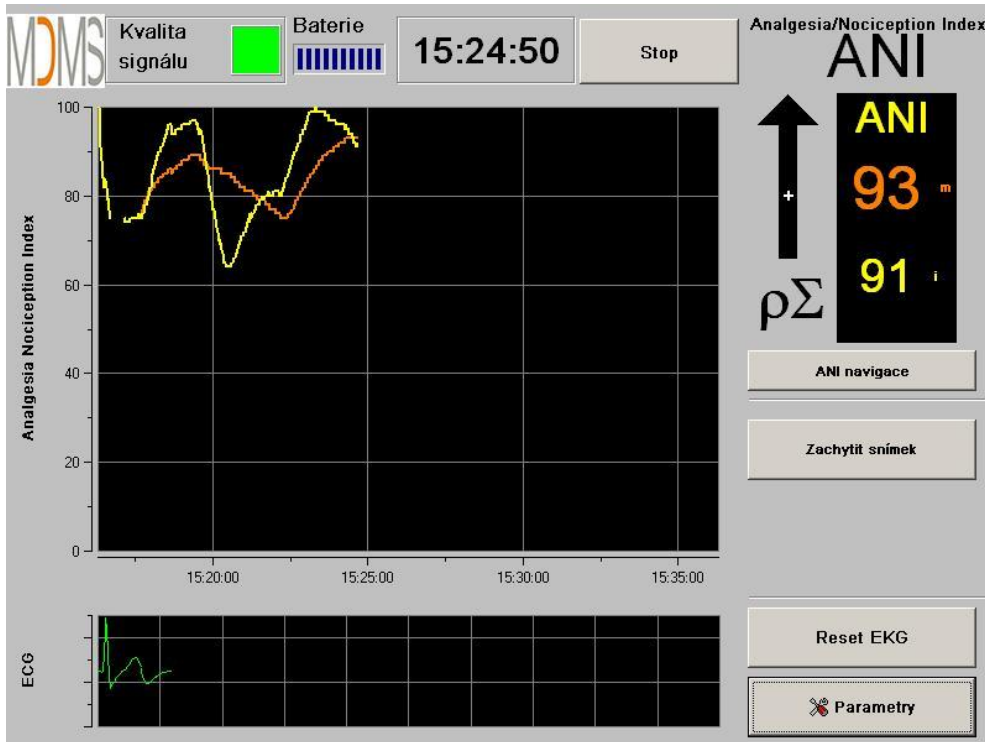 MDMS
Kvalita
signálu
Baterie
15:24:50
Stop
Analgesia/Nociception Index
ANI
ANI
93 m
91 i
+
ρΣ
ANI navigace
Zachytit snímek
Reset EKG
Parametry
Analgesia Nociception Index
100
80
60
40
20
0
15:20:00 15:25:00 15:30:00 15:35:00
ECG